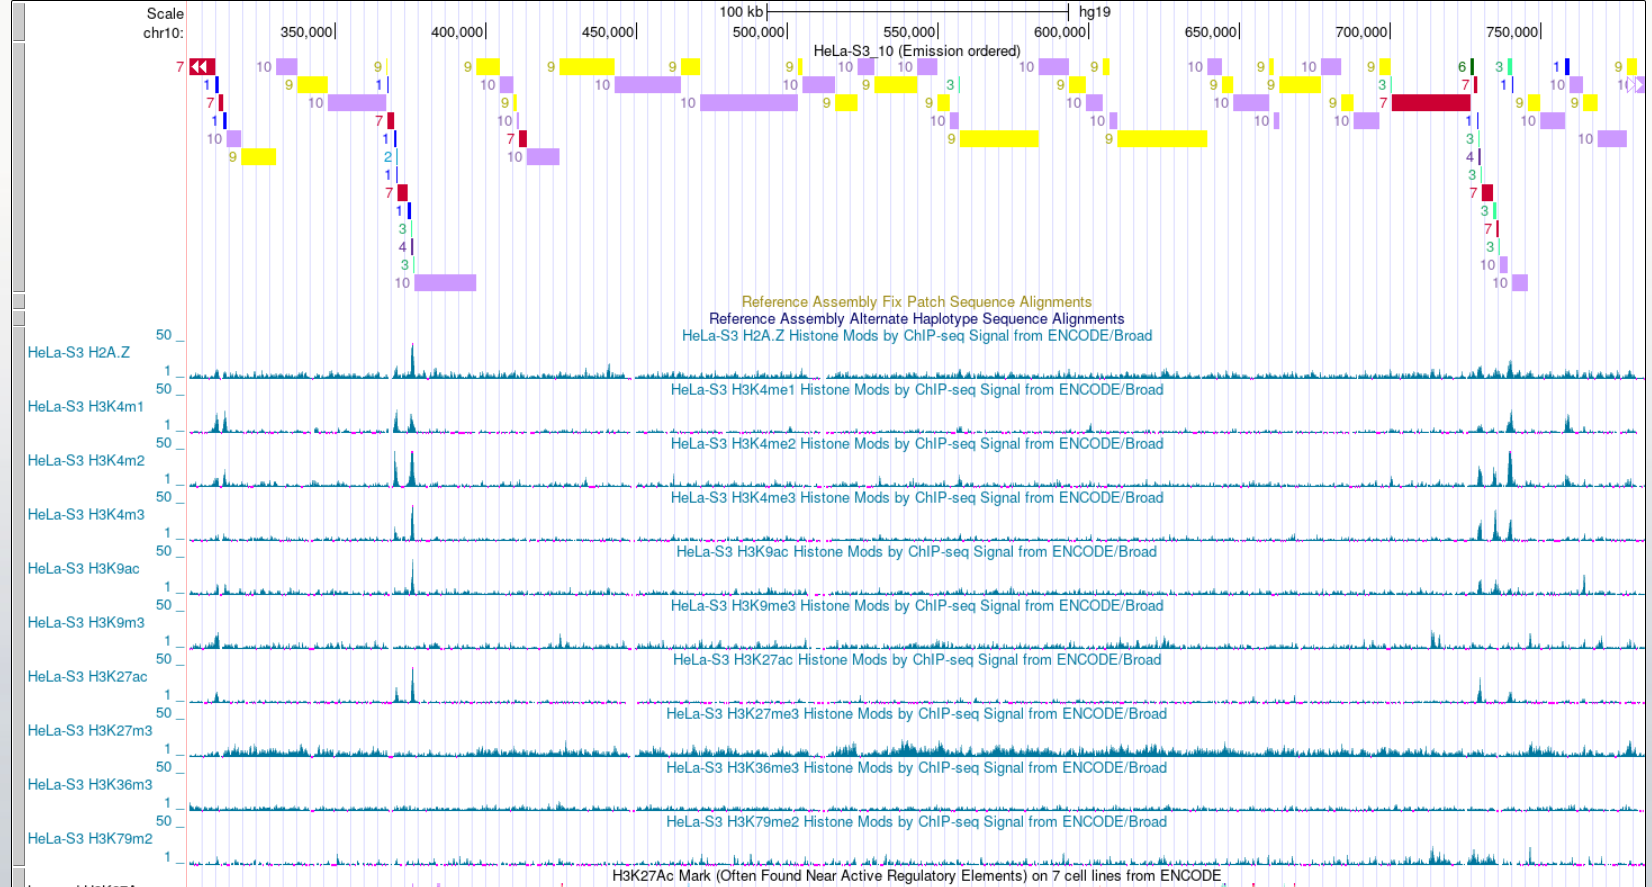 Scale 100 kb hg19
chr10: 350,000 400,000 450,000 500,000 550,000 600,000 650,000 700,000 750,000
HeLa-S3_10 (Emission ordered)
7 10 9 9 9 9 9 10 10 10 9 10 9 10 9 6 3 1 9
1 9 1 10 10 10 9 3 9 9 9 3 7 1 10
7 10 9 10 9 9 10 9 7 9 9
1 7 10 10 10 10 10 1 10
10 1 7 9 9 3 10
9 2 10 4
1 3
7 7
1 3
3 7
4 3
3 10
10 10
Reference Assembly Fix Patch Sequence Alignments
Reference Assembly Alternate Haplotype Sequence Alignments
50 HeLa-S3 H2A.Z Histone Mods by ChIP-seq Signal from ENCODE/Broad
HeLa-S3 H2A.Z
1
50 HeLa-S3 H3K4me1 Histone Mods by ChIP-seq Signal from ENCODE/Broad
HeLa-S3 H3K4m1
1
50 HeLa-S3 H3K4me2 Histone Mods by ChIP-seq Signal from ENCODE/Broad
HeLa-S3 H3K4m2
1
50 HeLa-S3 H3K4me3 Histone Mods by ChIP-seq Signal from ENCODE/Broad
HeLa-S3 H3K4m3
1
50 HeLa-S3 H3K9ac Histone Mods by ChIP-seq Signal from ENCODE/Broad
HeLa-S3 H3K9ac
1
50 HeLa-S3 H3K9me3 Histone Mods by ChIP-seq Signal from ENCODE/Broad
HeLa-S3 H3K9m3
1
50 HeLa-S3 H3K27ac Histone Mods by ChIP-seq Signal from ENCODE/Broad
HeLa-S3 H3K27ac
1
50 HeLa-S3 H3K27me3 Histone Mods by ChIP-seq Signal from ENCODE/Broad
HeLa-S3 H3K27m3
1
50 HeLa-S3 H3K36me3 Histone Mods by ChIP-seq Signal from ENCODE/Broad
HeLa-S3 H3K36m3
1
50 HeLa-S3 H3K79me2 Histone Mods by ChIP-seq Signal from ENCODE/Broad
HeLa-S3 H3K79m2
1
H3K27Ac Mark (Often Found Near Active Regulatory Elements) on 7 cell lines from ENCODE